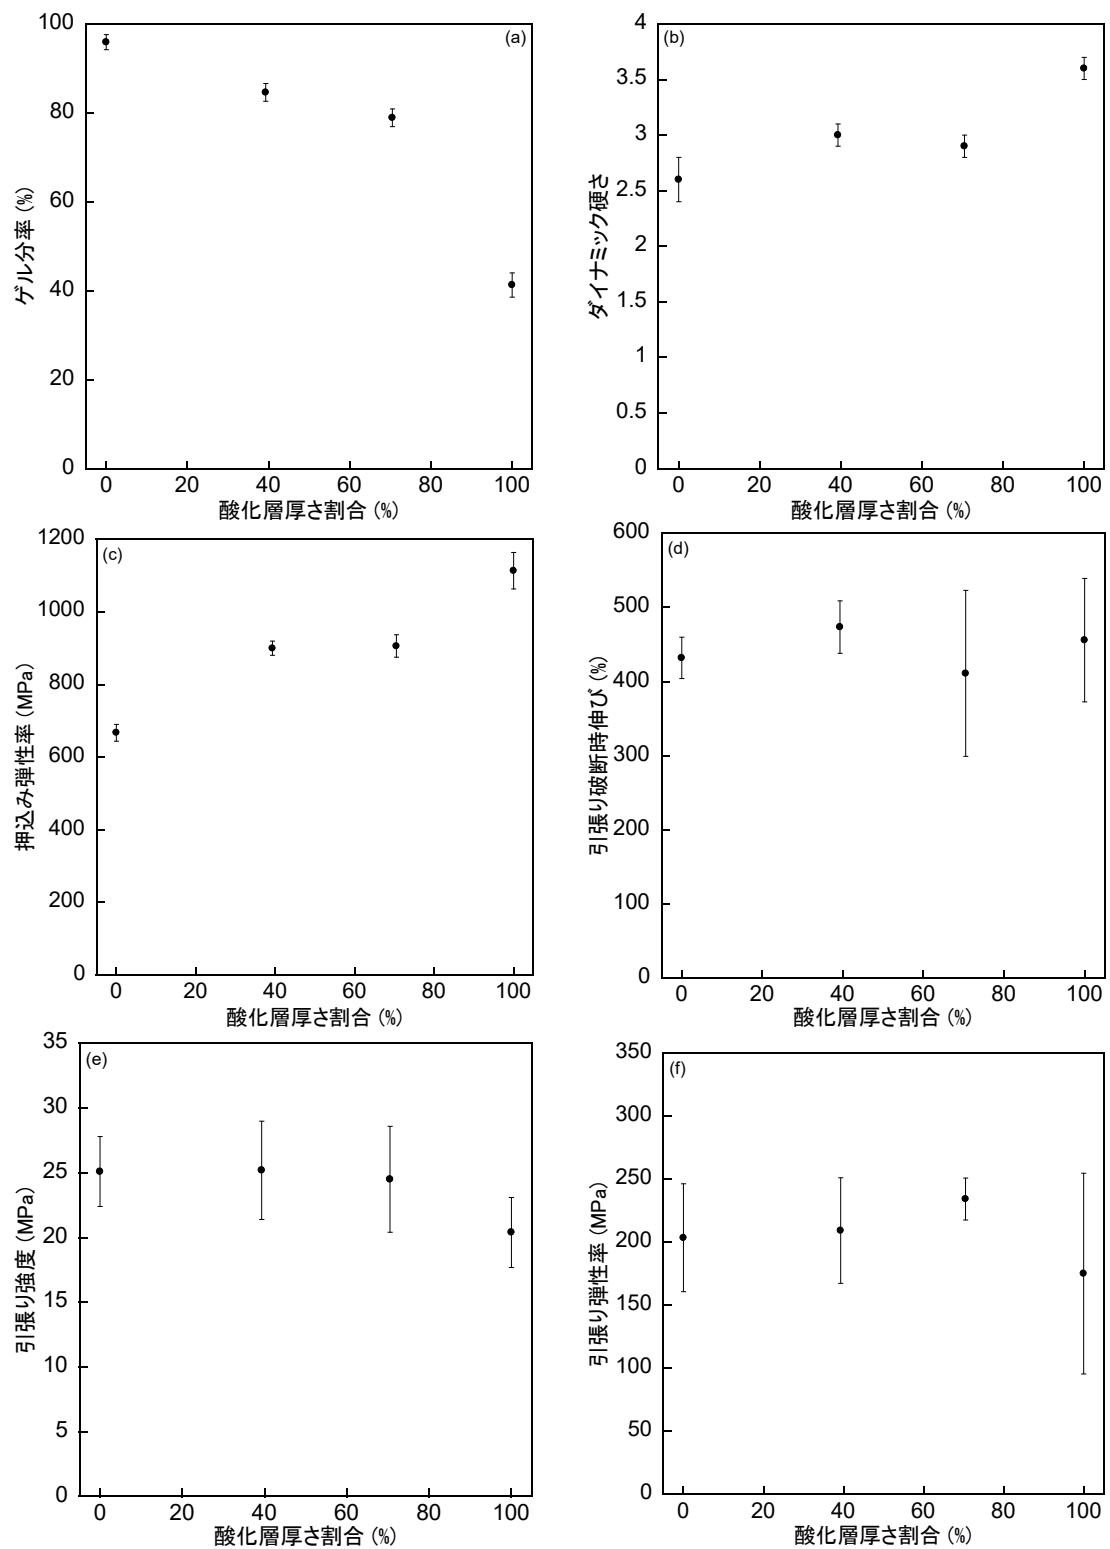 (a)
ゲル分率 (%)
100
80
60
40
20
0
0 20 40 60 80 100
酸化層厚さ割合 (%)
(b)
ダイナミック硬さ
4
3.5
3
2.5
2
1.5
1
0.5
0
0 20 40 60 80 100
酸化層厚さ割合 (%)
(c)
押込み弾性率 (MPa)
1200
1000
800
600
400
200
0
0 20 40 60 80 100
酸化層厚さ割合 (%)
(d)
引張り破断時伸び (%)
600
500
400
300
200
100
0
0 20 40 60 80 100
酸化層厚さ割合 (%)
(e)
引張り強度 (MPa)
35
30
25
20
15
10
5
0
0 20 40 60 80 100
酸化層厚さ割合 (%)
(f)
引張り弾性率 (MPa)
350
300
250
200
150
100
50
0
0 20 40 60 80 100
酸化層厚さ割合 (%)